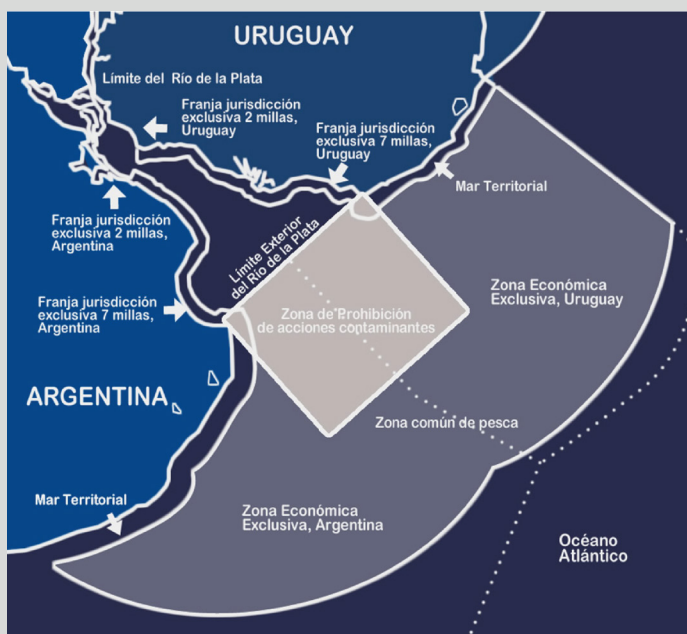 URUGUAY
Límite del Río de la Plata
Franja jurisdicción
exclusiva 2 millas,
Uruguay
Franja jurisdicción
exclusiva 7 millas,
Uruguay
Mar Territorial
Franja jurisdicción
exclusiva 2 millas,
Argentina
Límite Exterior
del Río de la Plata
Zona Económica
Exclusiva, Uruguay
Franja jurisdicción
exclusiva 7 millas,
Argentina
Zona de Prohibición
de acciones contaminantes
ARGENTINA
Zona común de pesca
Mar Territorial
Zona Económica
Exclusiva, Argentina
Océano
Atlántico